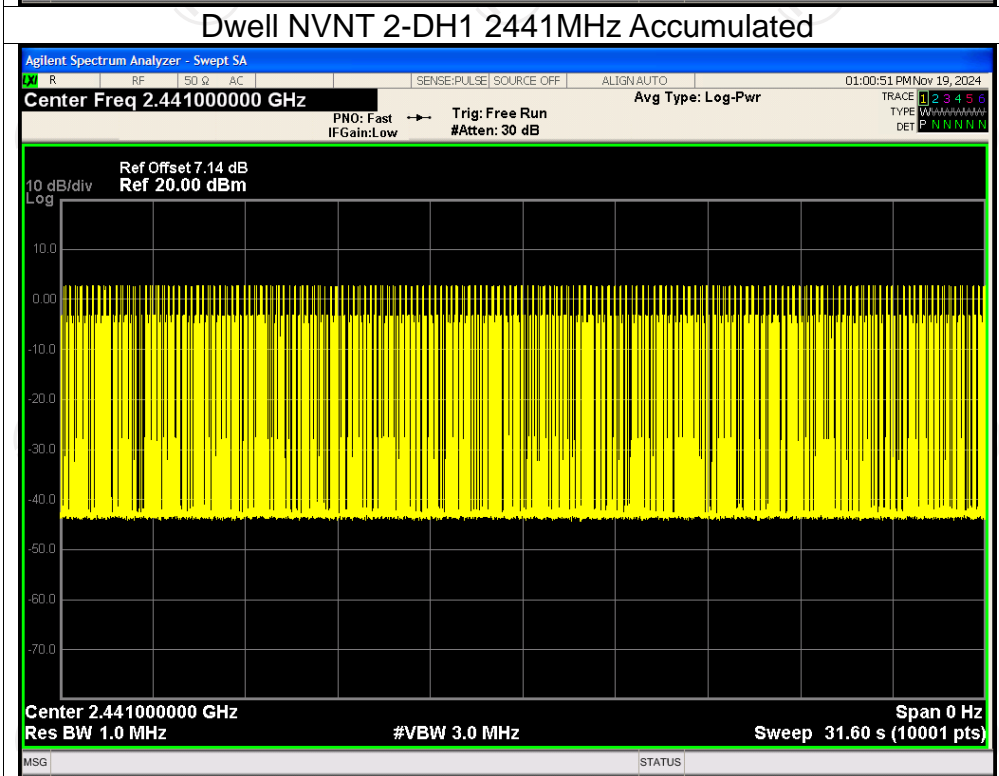 Dwell NVNT 2-DH1 2441MHz Accumulated
Agilent Spectrum Analyzer - Swept SA
LXI R RF 50 Ω AC SENSE:PULSE SOURCE OFF ALIGN AUTO 01:00:51 PM Nov 19, 2024
Center Freq 2.441000000 GHz Avg Type: Log-Pwr TRACE 1 2 3 4 5 6
PNO: Fast Trig: Free Run TYPE WWWWWW
IFGain:Low #Atten: 30 dB DET P N N N N N
Ref Offset 7.14 dB
10 dB/div Ref 20.00 dBm
Log
10.0
0.00
-10.0
-20.0
-30.0
-40.0
-50.0
-60.0
-70.0
Center 2.441000000 GHz Span 0 Hz
Res BW 1.0 MHz #VBW 3.0 MHz Sweep 31.60 s (10001 pts)
MSG STATUS